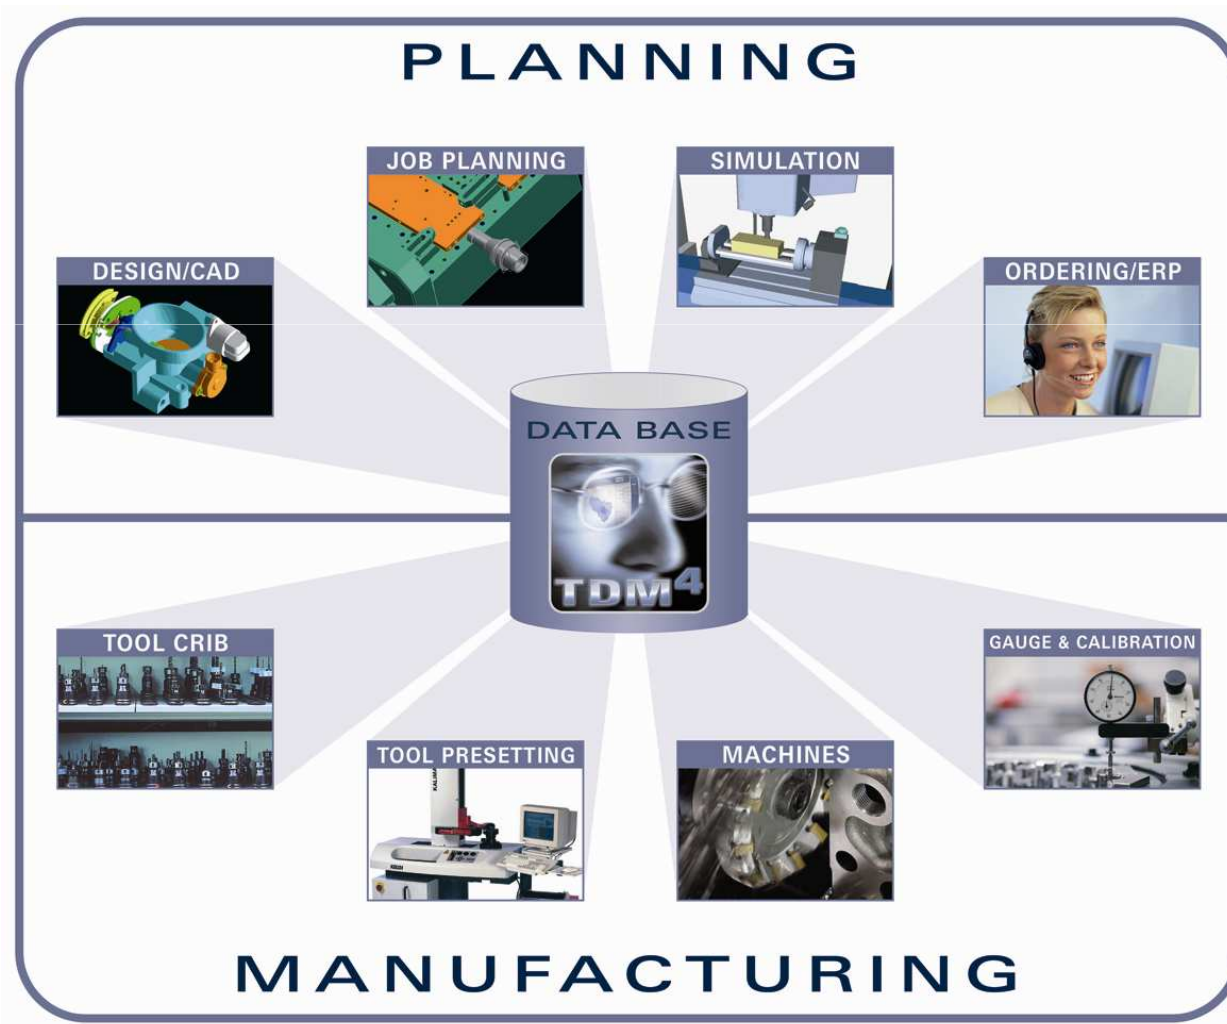 PLANNING
JOB PLANNING
SIMULATION
DESIGN/CAD
ORDERING/ERP
DATA BASE
TDM4
TOOL CRIB
GAUGE & CALIBRATION
TOOL PRESETTING
MACHINES
MANUFACTURING